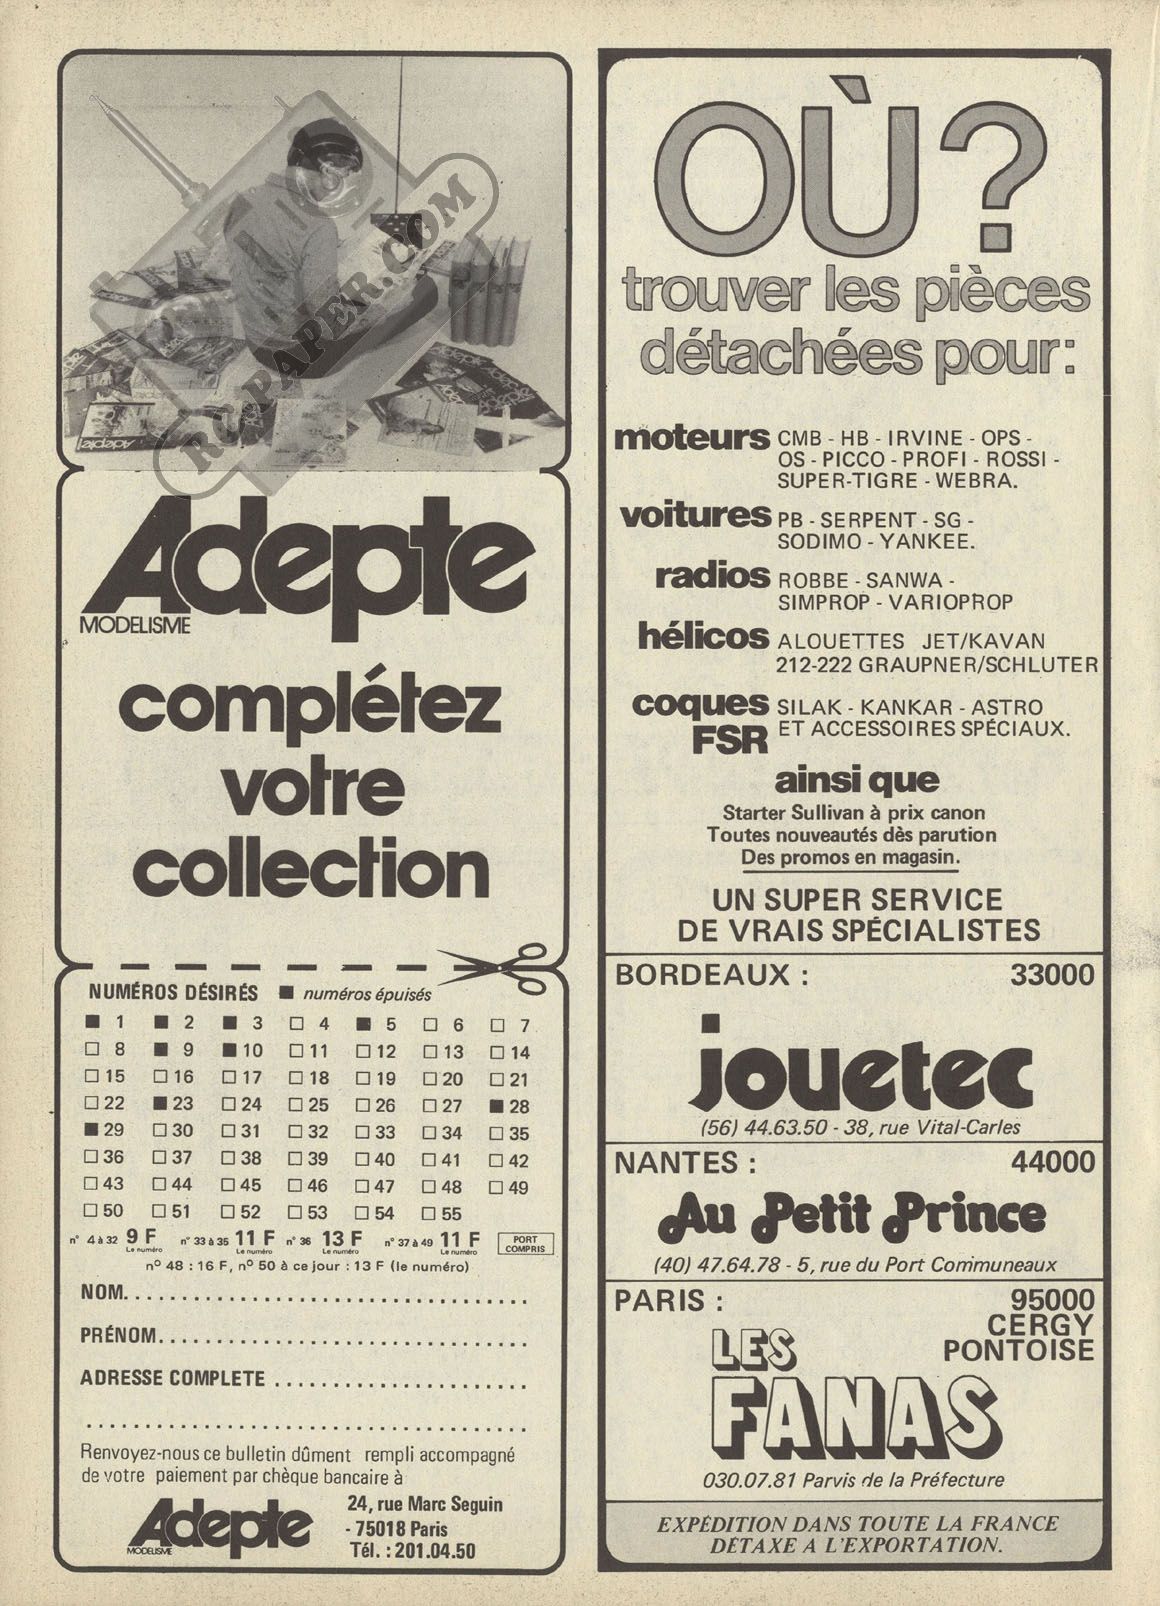 RCPAPER.COM
Adepte
MODELISME
complétez
votre
collection
NUMÉROS DÉSIRÉS ■ numéros épuisés
■ 1 ■ 2 ■ 3 □ 4 ■ 5 □ 6 □ 7
□ 8 ■ 9 ■ 10 □ 11 □ 12 □ 13 □ 14
□ 15 □ 16 □ 17 □ 18 □ 19 □ 20 □ 21
□ 22 ■ 23 □ 24 □ 25 □ 26 □ 27 ■ 28
■ 29 □ 30 □ 31 □ 32 □ 33 □ 34 □ 35
□ 36 □ 37 □ 38 □ 39 □ 40 □ 41 □ 42
□ 43 □ 44 □ 45 □ 46 □ 47 □ 48 □ 49
□ 50 □ 51 □ 52 □ 53 □ 54 □ 55
n° 4 à 32 9 F Le numéro n° 33 à 35 11 F Le numéro n° 36 13 F Le numéro n° 37 à 49 11 F Le numéro PORT COMPRIS
n° 48 : 16 F, n° 50 à ce jour : 13 F (le numéro)
NOM
PRÉNOM
ADRESSE COMPLETE
Renvoyez-nous ce bulletin dûment rempli accompagné
de votre paiement par chèque bancaire à
Adepte
MODELISME
24, rue Marc Seguin
- 75018 Paris
Tél. : 201.04.50
OÙ?
trouver les pièces
détachées pour:
moteurs CMB - HB - IRVINE - OPS -
OS - PICCO - PROFI - ROSSI -
SUPER-TIGRE - WEBRA.
voitures PB - SERPENT - SG -
SODIMO - YANKEE.
radios ROBBE - SANWA -
SIMPROP - VARIOPROP
hélicos ALOUETTES JET/KAVAN
212-222 GRAUPNER/SCHLUTER
coques SILAK - KANKAR - ASTRO
FSR ET ACCESSOIRES SPÉCIAUX.
ainsi que
Starter Sullivan à prix canon
Toutes nouveautés dès parution
Des promos en magasin.
UN SUPER SERVICE
DE VRAIS SPÉCIALISTES
BORDEAUX : 33000
jouetec
(56) 44.63.50 - 38, rue Vital-Carles
NANTES : 44000
Au Petit Prince
(40) 47.64.78 - 5, rue du Port Communeaux
PARIS : 95000
CERGY
PONTOISE
LES
FANAS
030.07.81 Parvis de la Préfecture
EXPÉDITION DANS TOUTE LA FRANCE
DÉTAXE A L'EXPORTATION.